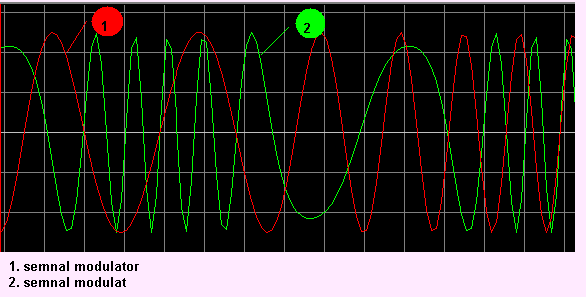 1
2
1. semnal modulator
2. semnal modulat